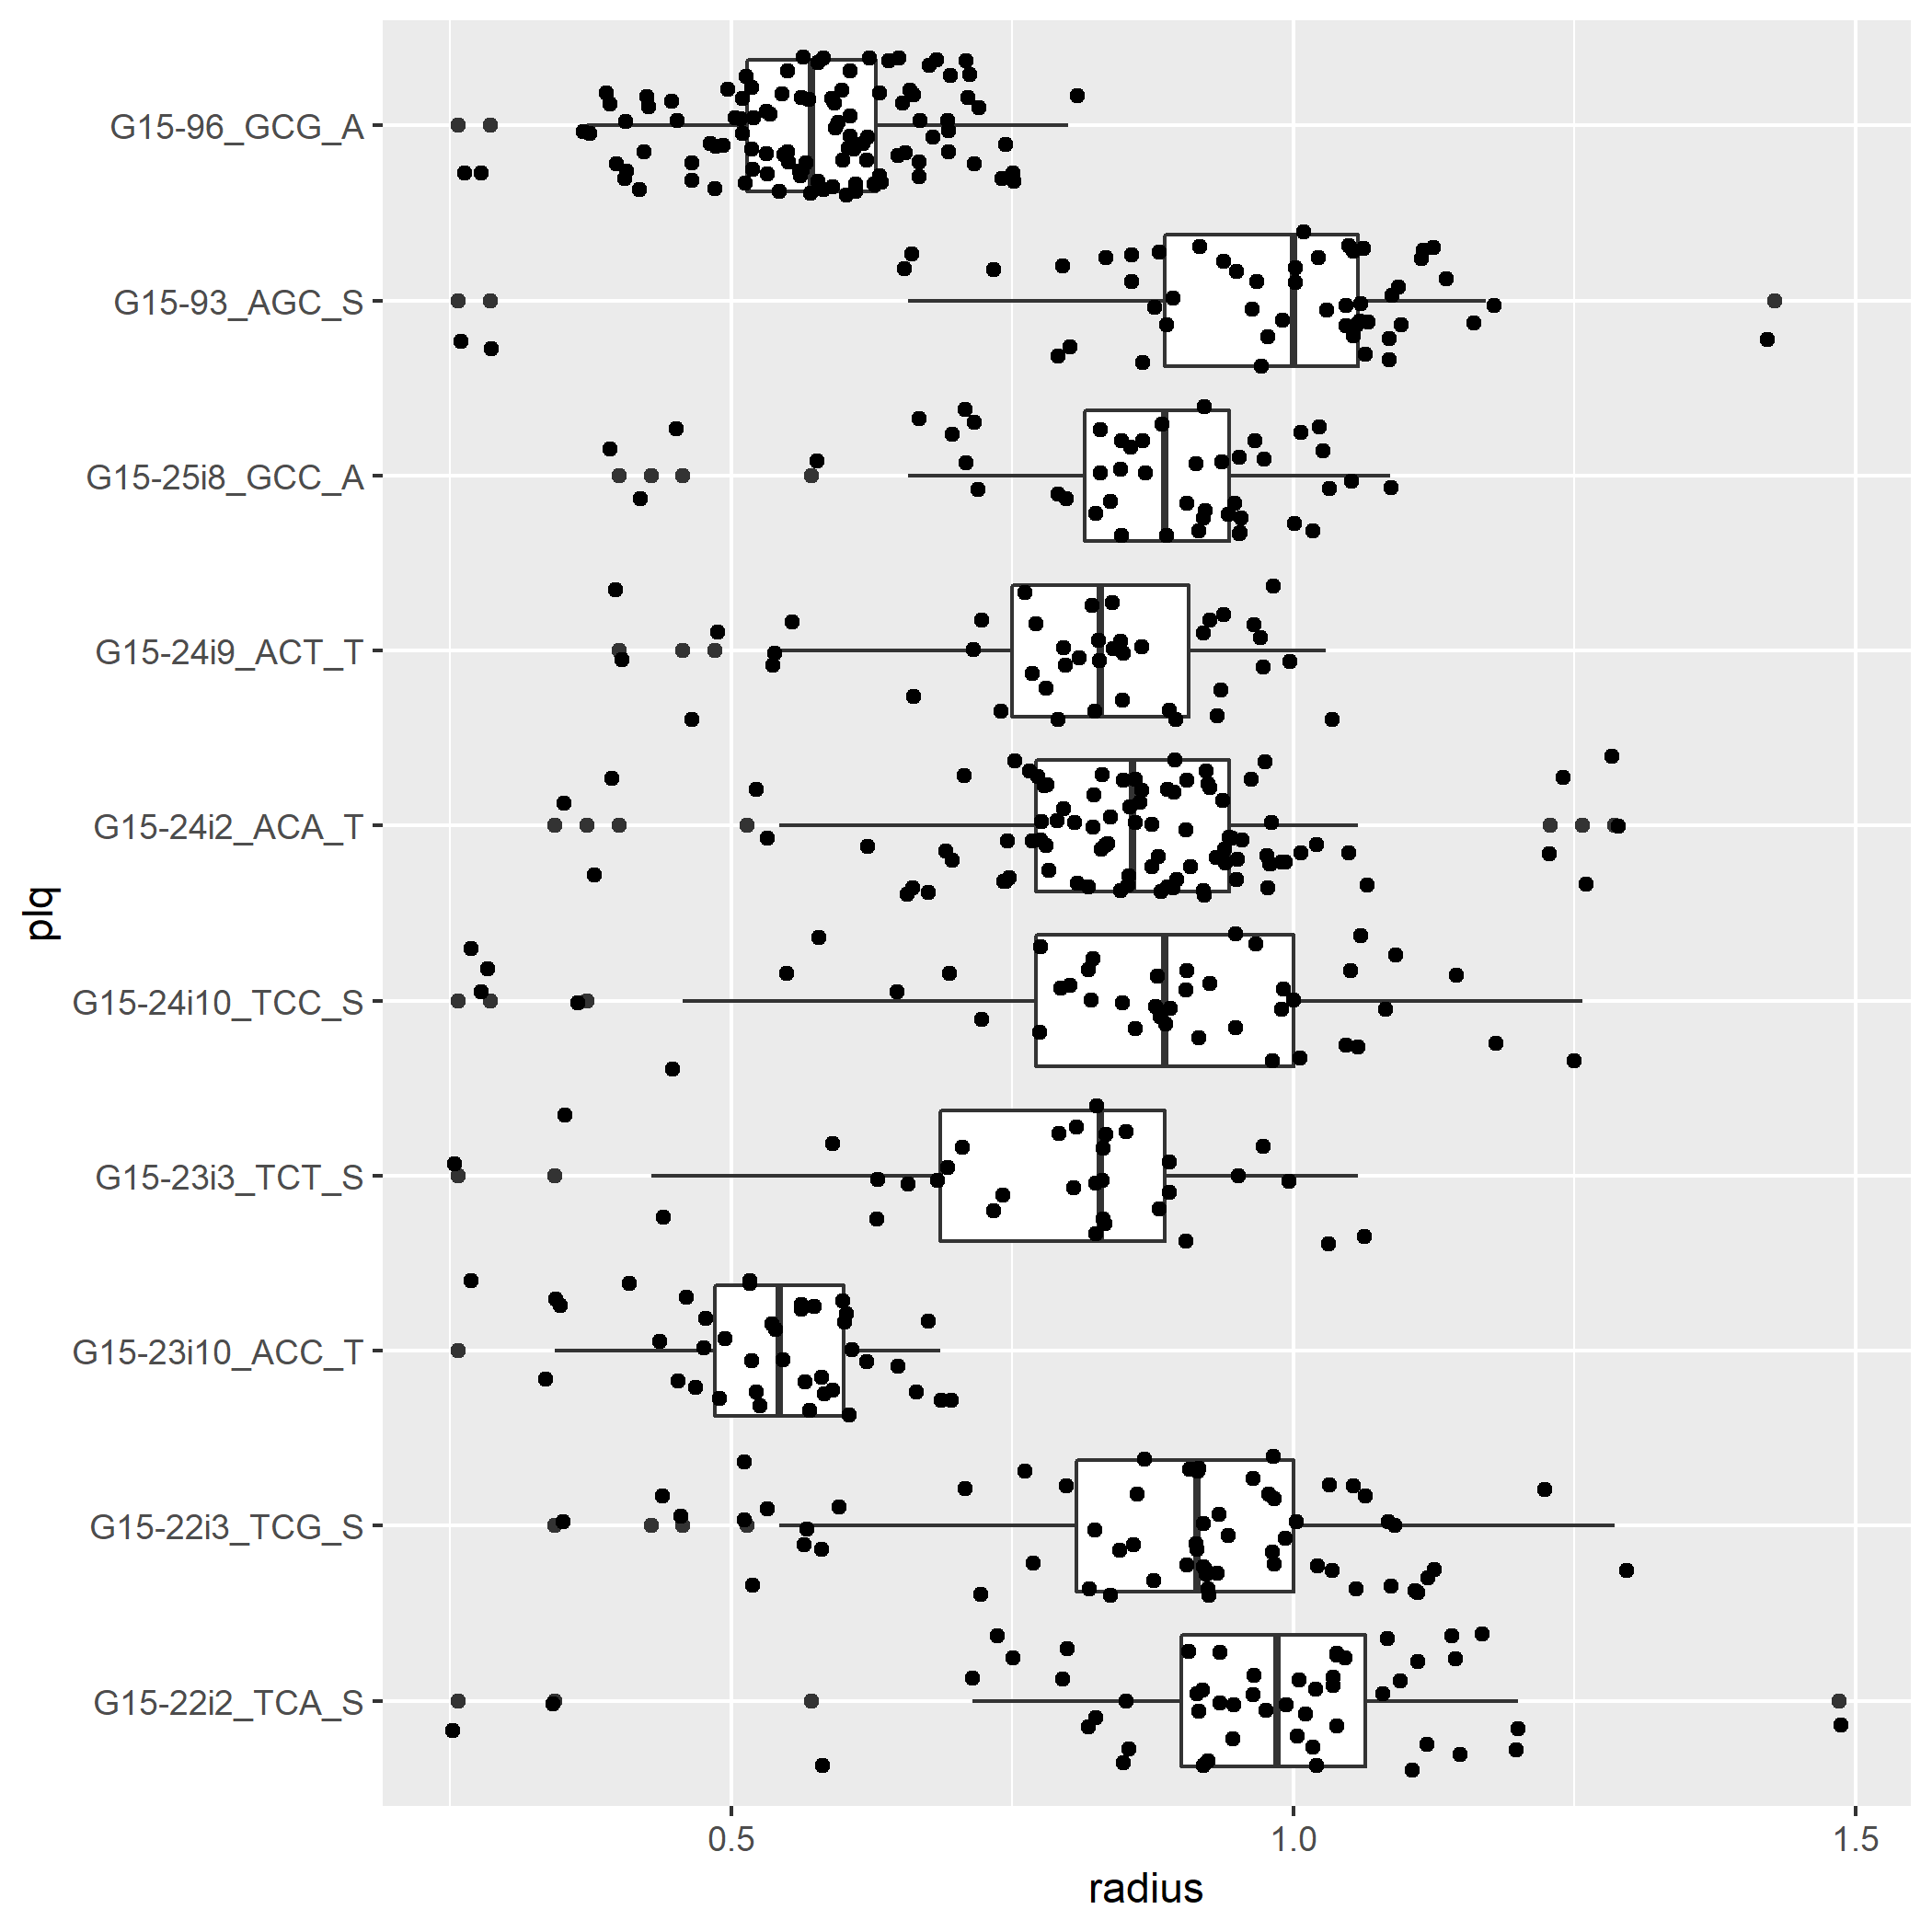 G15-96_GCG_A
G15-93_AGC_S
G15-25i8_GCC_A
G15-24i9_ACT_T
G15-24i2_ACA_T
G15-24i10_TCC_S
G15-23i3_TCT_S
G15-23i10_ACC_T
G15-22i3_TCG_S
G15-22i2_TCA_S
plq
0.5 1.0 1.5
radius